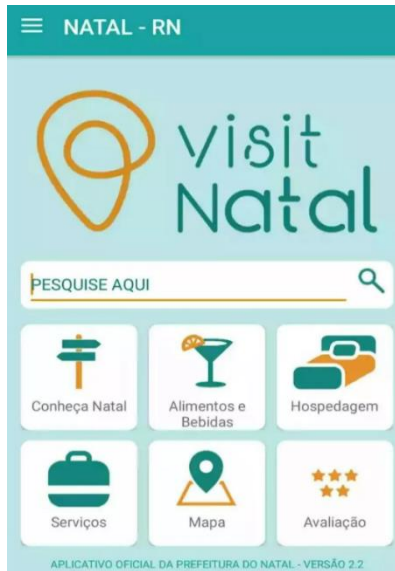 NATAL - RN
visit
Natal
PESQUISE AQUI
Conheça Natal
Alimentos e
Bebidas
Hospedagem
Serviços
Mapa
Avaliação
APLICATIVO OFICIAL DA PREFEITURA DO NATAL - VERSÃO 2.2